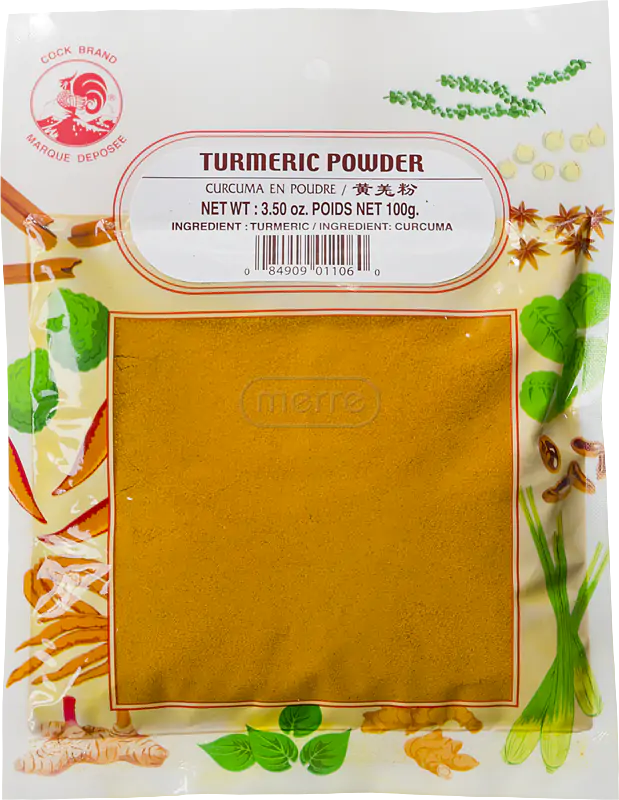 COCK BRAND
MARQUE DEPOSEE
®
TURMERIC POWDER
CURCUMA EN POUDRE / 黄羌粉
NET WT : 3.50 oz. POIDS NET 100g.
INGREDIENT : TURMERIC / INGREDIENT: CURCUMA
0 84909 01106 0
merre